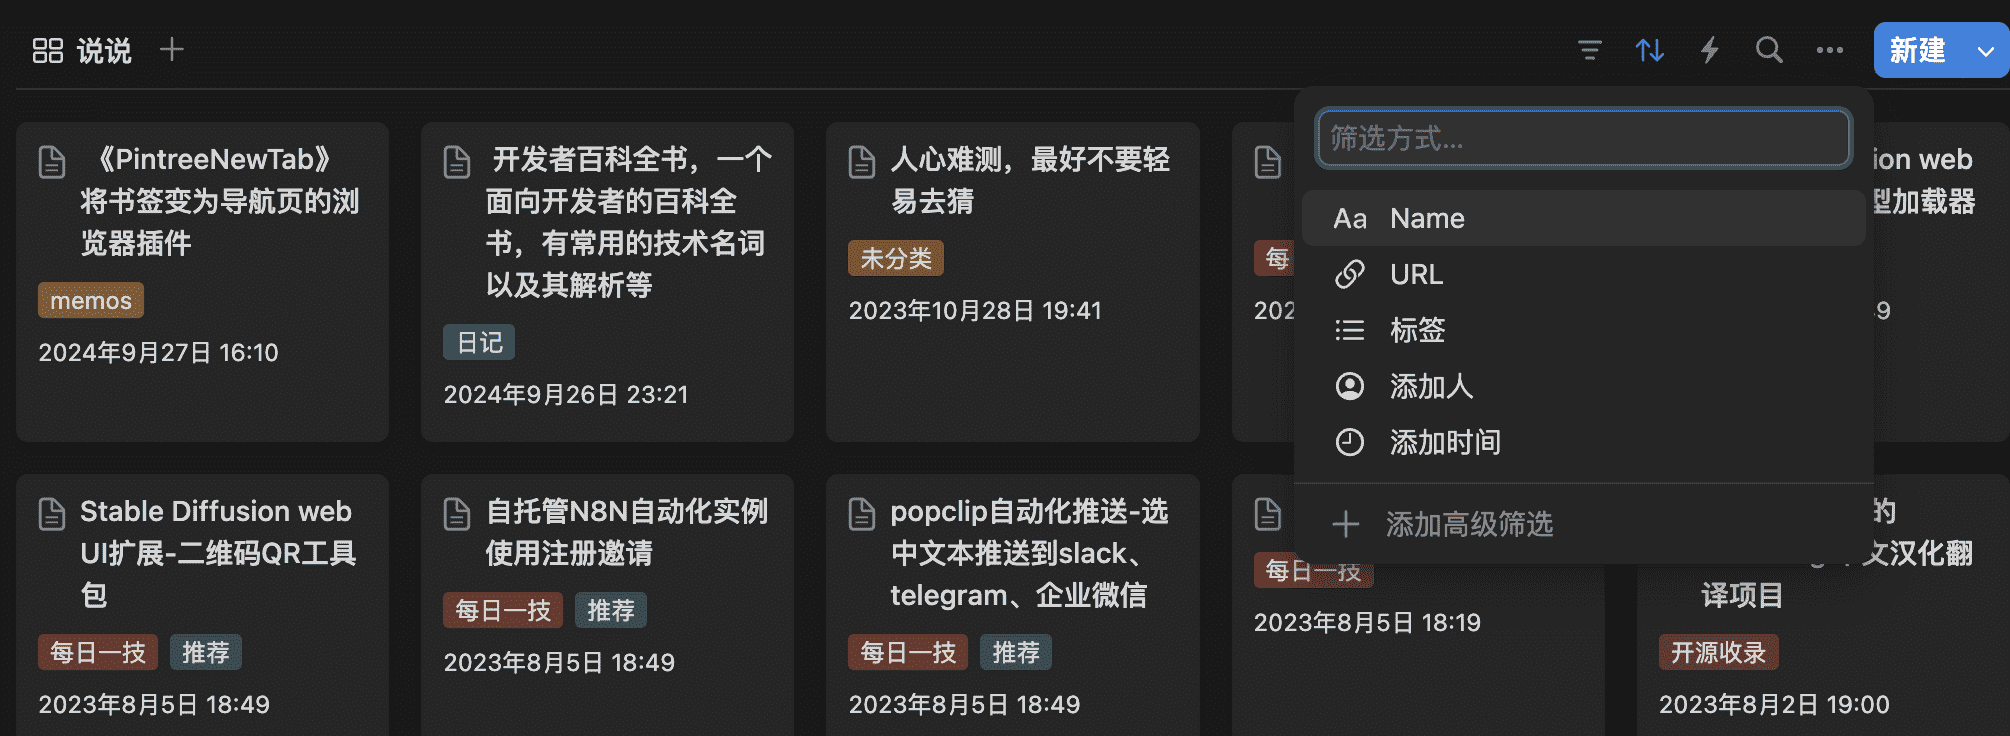 说说
新建
《PintreeNewTab》
将书签变为导航页的浏
览器插件
memos
2024年9月27日 16:10
开发者百科全书，一个
面向开发者的百科全
书，有常用的技术名词
以及其解析等
日记
2024年9月26日 23:21
人心难测，最好不要轻
易去猜
未分类
2023年10月28日 19:41
每
202
ion web
型加载器
筛选方式...
Aa Name
URL
标签
添加人
添加时间
添加高级筛选
Stable Diffusion web
UI扩展-二维码QR工具
包
每日一技 推荐
2023年8月5日 18:49
自托管N8N自动化实例
使用注册邀请
每日一技 推荐
2023年8月5日 18:49
popclip自动化推送-选
中文本推送到slack、
telegram、企业微信
每日一技 推荐
2023年8月5日 18:49
每日一技
2023年8月5日 18:19
的
文汉化翻
译项目
开源收录
2023年8月2日 19:00